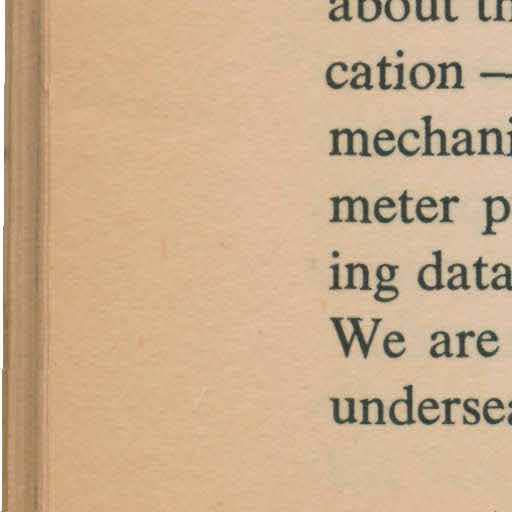 about th
cation —
mechani
meter p
ing data
We are
undersea